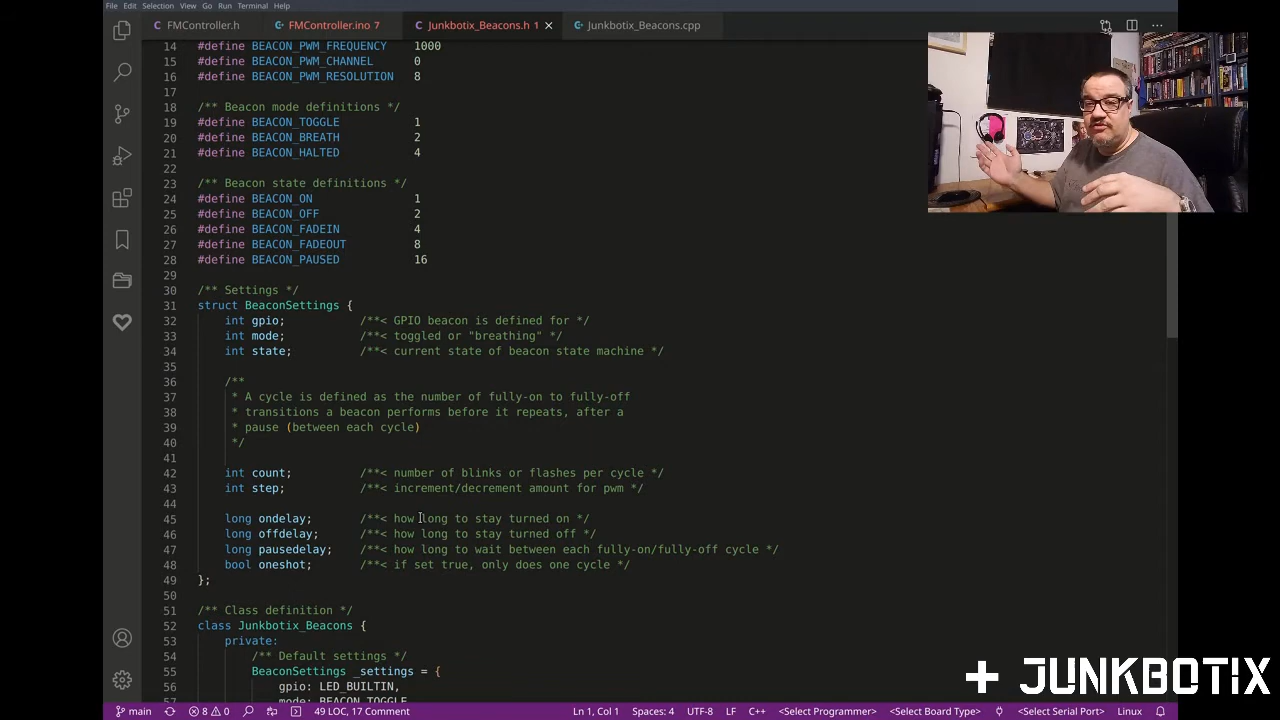 File Edit Selection View Go Run Terminal Help
FMController.h
FMController.ino 7
Junkbotix_Beacons.h 1
Junkbotix_Beacons.cpp
14 #define BEACON_PWM_FREQUENCY 1000
15 #define BEACON_PWM_CHANNEL 0
16 #define BEACON_PWM_RESOLUTION 8
17
18 /** Beacon mode definitions */
19 #define BEACON_TOGGLE 1
20 #define BEACON_BREATH 2
21 #define BEACON_HALTED 4
22
23 /** Beacon state definitions */
24 #define BEACON_ON 1
25 #define BEACON_OFF 2
26 #define BEACON_FADEIN 4
27 #define BEACON_FADEOUT 8
28 #define BEACON_PAUSED 16
29
30 /** Settings */
31 struct BeaconSettings {
32 int gpio; /**< GPIO beacon is defined for */
33 int mode; /**< toggled or "breathing" */
34 int state; /**< current state of beacon state machine */
35
36 /**
37 * A cycle is defined as the number of fully-on to fully-off
38 * transitions a beacon performs before it repeats, after a
39 * pause (between each cycle)
40 */
41
42 int count; /**< number of blinks or flashes per cycle */
43 int step; /**< increment/decrement amount for pwm */
44
45 long ondelay; /**< how long to stay turned on */
46 long offdelay; /**< how long to stay turned off */
47 long pausedelay; /**< how long to wait between each fully-on/fully-off cycle */
48 bool oneshot; /**< if set true, only does one cycle */
49 };
50
51 /** Class definition */
52 class Junkbotix_Beacons {
53 private:
54 /** Default settings */
55 BeaconSettings _settings = {
56 gpio: LED_BUILTIN,
57 mode: BEACON_TOGGLE
+ JUNKBOTIX
main 8 0 49 LOC, 17 Comment Ln 1, Col 1 Spaces: 4 UTF-8 LF C++ <Select Programmer> <Select Board Type> <Select Serial Port> Linux